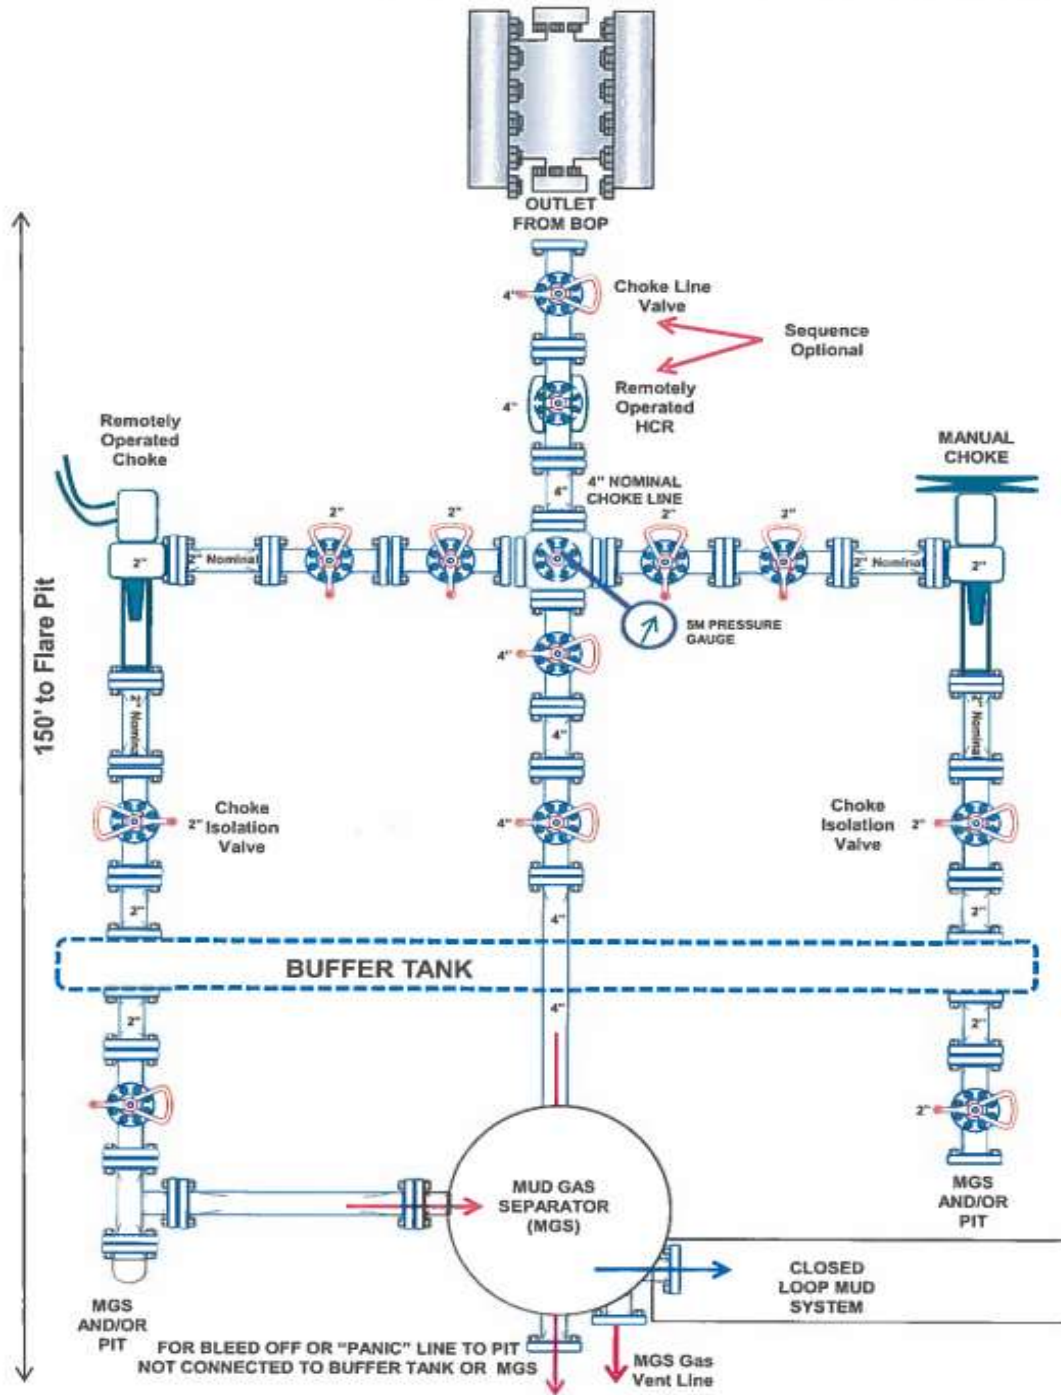 OUTLET
FROM BOP
4"
Choke Line
Valve
Sequence
Optional
4"
Remotely
Operated
HCR
Remotely
Operated
Choke
MANUAL
CHOKE
4"
4" NOMINAL
CHOKE LINE
2"
2"
2"
2"
2"
2" Nominal
2" Nominal
2"
5M PRESSURE
GAUGE
4"
150' to Flare Pit
2" Nominal
4"
2" Nominal
2"
Choke
Isolation
Valve
4"
Choke
Isolation
Valve
2"
2"
4"
2"
BUFFER TANK
2"
4"
2"
2"
MUD GAS
SEPARATOR
(MGS)
MGS
AND/OR
PIT
CLOSED
LOOP MUD
SYSTEM
MGS
AND/OR
PIT
FOR BLEED OFF OR "PANIC" LINE TO PIT
NOT CONNECTED TO BUFFER TANK OR MGS
MGS Gas
Vent Line